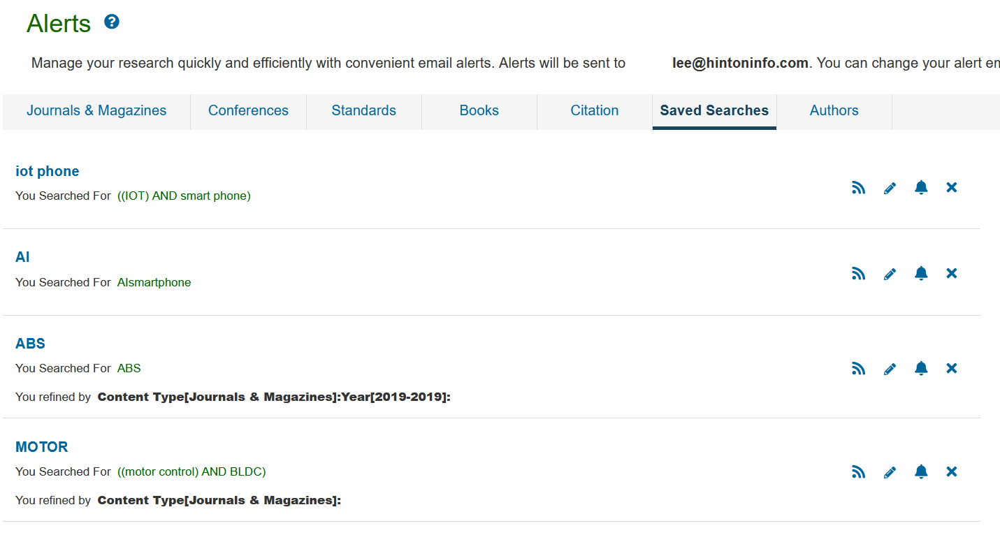 Alerts ?
Manage your research quickly and efficiently with convenient email alerts. Alerts will be sent to lee@hintoninfo.com. You can change your alert
Journals & Magazines Conferences Standards Books Citation Saved Searches Authors
iot phone
You Searched For ((IOT) AND smart phone)
AI
You Searched For AIsmartphone
ABS
You Searched For ABS
You refined by Content Type[Journals & Magazines]:Year[2019-2019]:
MOTOR
You Searched For ((motor control) AND BLDC)
You refined by Content Type[Journals & Magazines]: